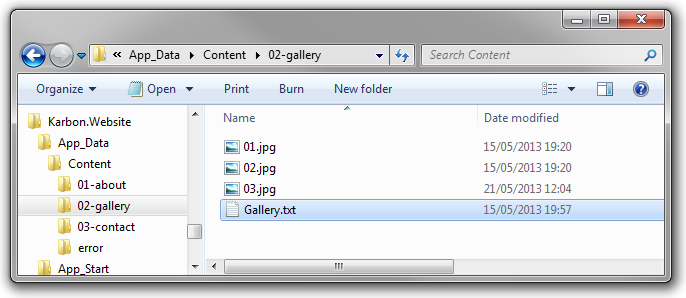 « App_Data Content 02-gallery Search Content
Organize Open Print Burn New folder
Karbon.Website
App_Data
Content
01-about
02-gallery
03-contact
error
App_Start
Name Date modified
01.jpg 15/05/2013 19:20
02.jpg 15/05/2013 19:20
03.jpg 21/05/2013 12:04
Gallery.txt 15/05/2013 19:57